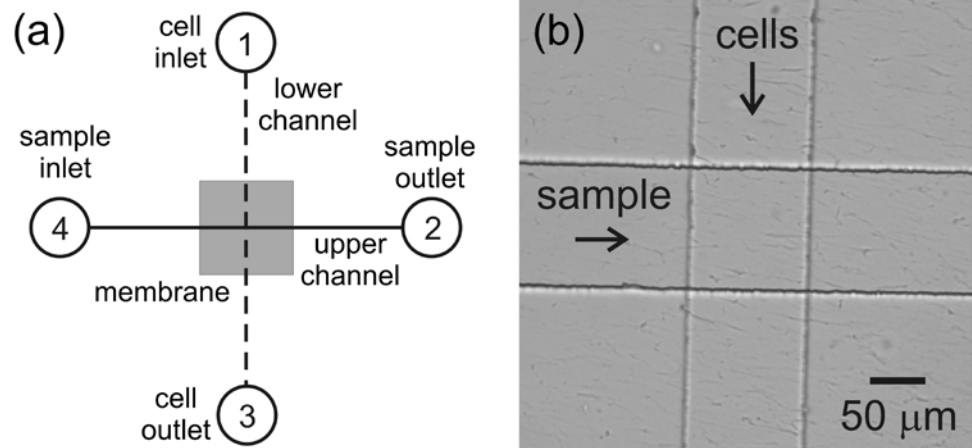 (a)
cell
inlet
1
lower
channel
sample
inlet
sample
outlet
4
2
upper
channel
membrane
cell
outlet
3
(b)
cells
sample
50 μm